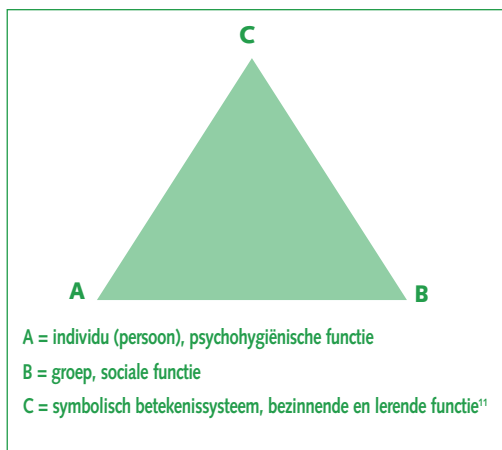 C
A
B
A = individu (persoon), psychohygiënische functie
B = groep, sociale functie
C = symbolisch betekenissysteem, bezinnende en lerende functie¹¹